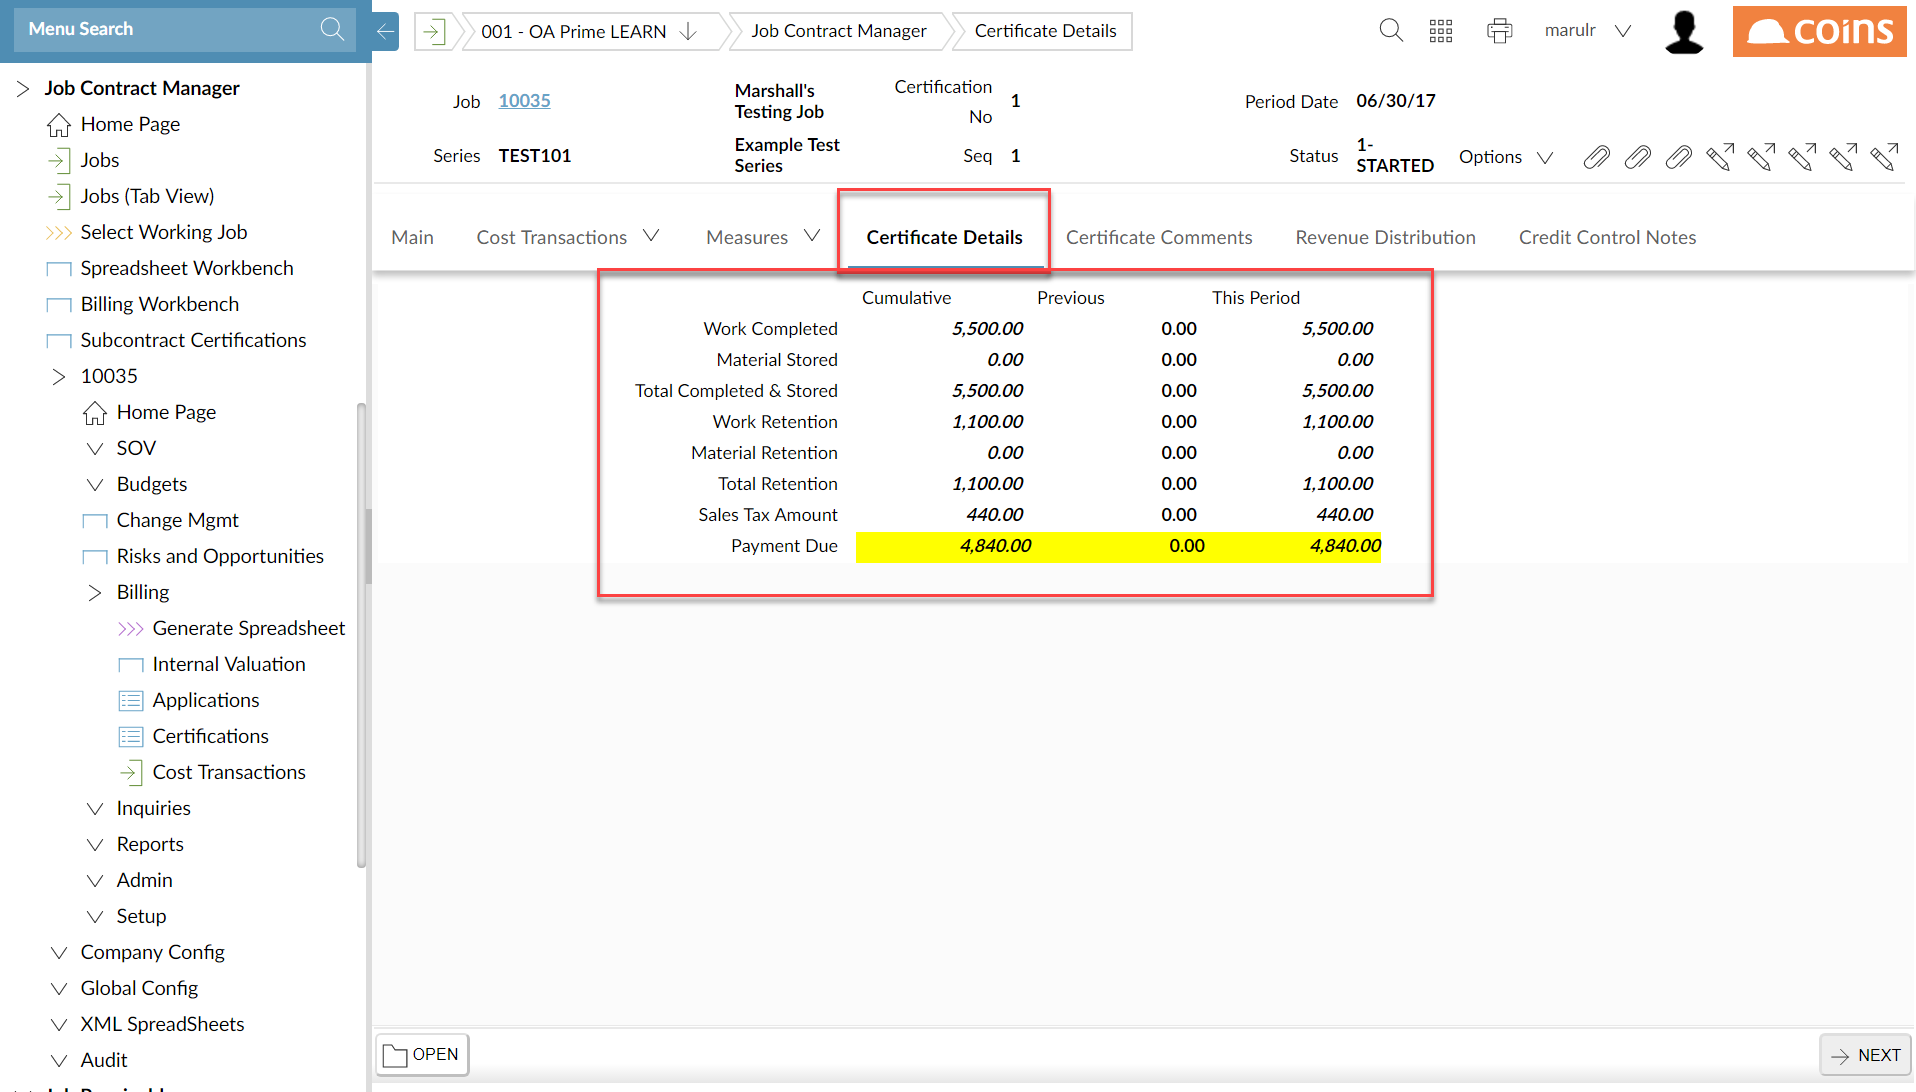 Menu Search
001 - OA Prime LEARN
Job Contract Manager
Certificate Details
marulr
coins
Job Contract Manager
Home Page
Jobs
Jobs (Tab View)
Select Working Job
Spreadsheet Workbench
Billing Workbench
Subcontract Certifications
10035
Home Page
SOV
Budgets
Change Mgmt
Risks and Opportunities
Billing
Generate Spreadsheet
Internal Valuation
Applications
Certifications
Cost Transactions
Inquiries
Reports
Admin
Setup
Company Config
Global Config
XML SpreadSheets
Audit
Job 10035 Marshall's Testing Job Certification No 1 Period Date 06/30/17
Series TEST101 Example Test Series Seq 1 Status 1-STARTED Options
Main Cost Transactions Measures Certificate Details Certificate Comments Revenue Distribution Credit Control Notes
Cumulative Previous This Period
Work Completed 5,500.00 0.00 5,500.00
Material Stored 0.00 0.00 0.00
Total Completed & Stored 5,500.00 0.00 5,500.00
Work Retention 1,100.00 0.00 1,100.00
Material Retention 0.00 0.00 0.00
Total Retention 1,100.00 0.00 1,100.00
Sales Tax Amount 440.00 0.00 440.00
Payment Due 4,840.00 0.00 4,840.00
OPEN
NEXT